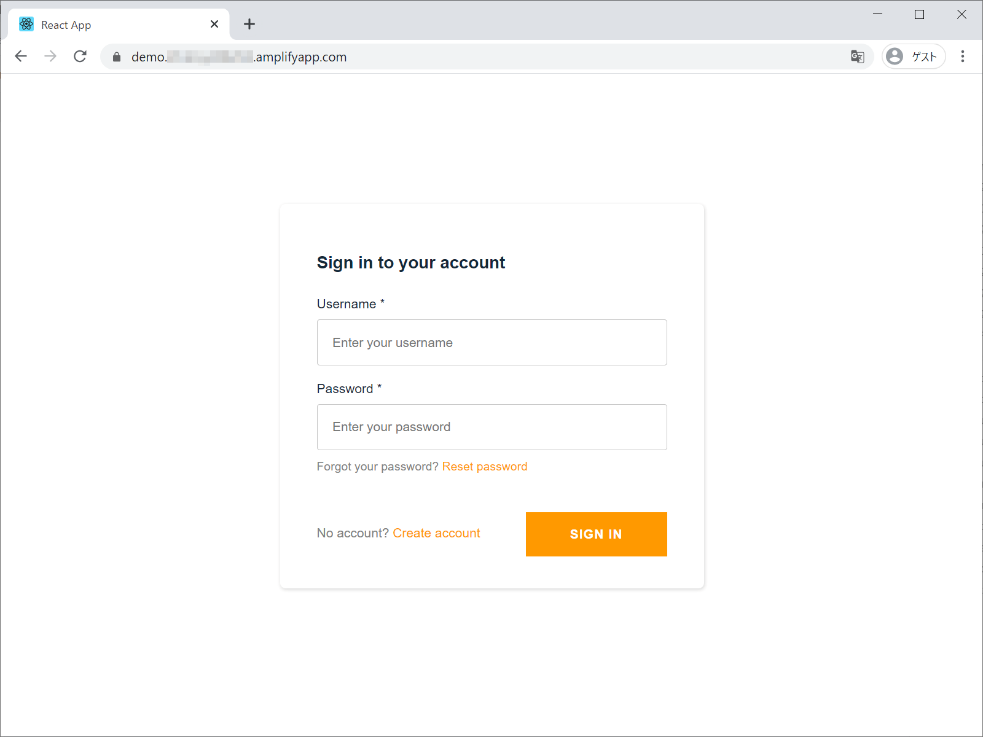 React App
demo.
.amplifyapp.com
ゲスト
Sign in to your account
Username *
Enter your username
Password *
Enter your password
Forgot your password? Reset password
No account? Create account
SIGN IN